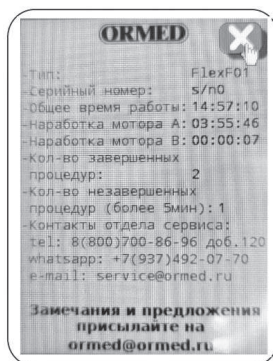 ORMED
-Тип: FlexF01
-Серийный номер: s/n0
-Общее время работы: 14:57:10
-Наработка мотора А: 03:55:46
-Наработка мотора В: 00:00:07
-Кол-во завершенных
процедур: 2
-Кол-во незавершенных
процедур (более 5мин): 1
-Контакты отдела сервиса:
tel: 8(800)700-86-96 доб.120
whatsapp: +7(937)492-07-70
e-mail: service@ormed.ru
Замечания и предложения
присылайте на
ormed@ormed.ru